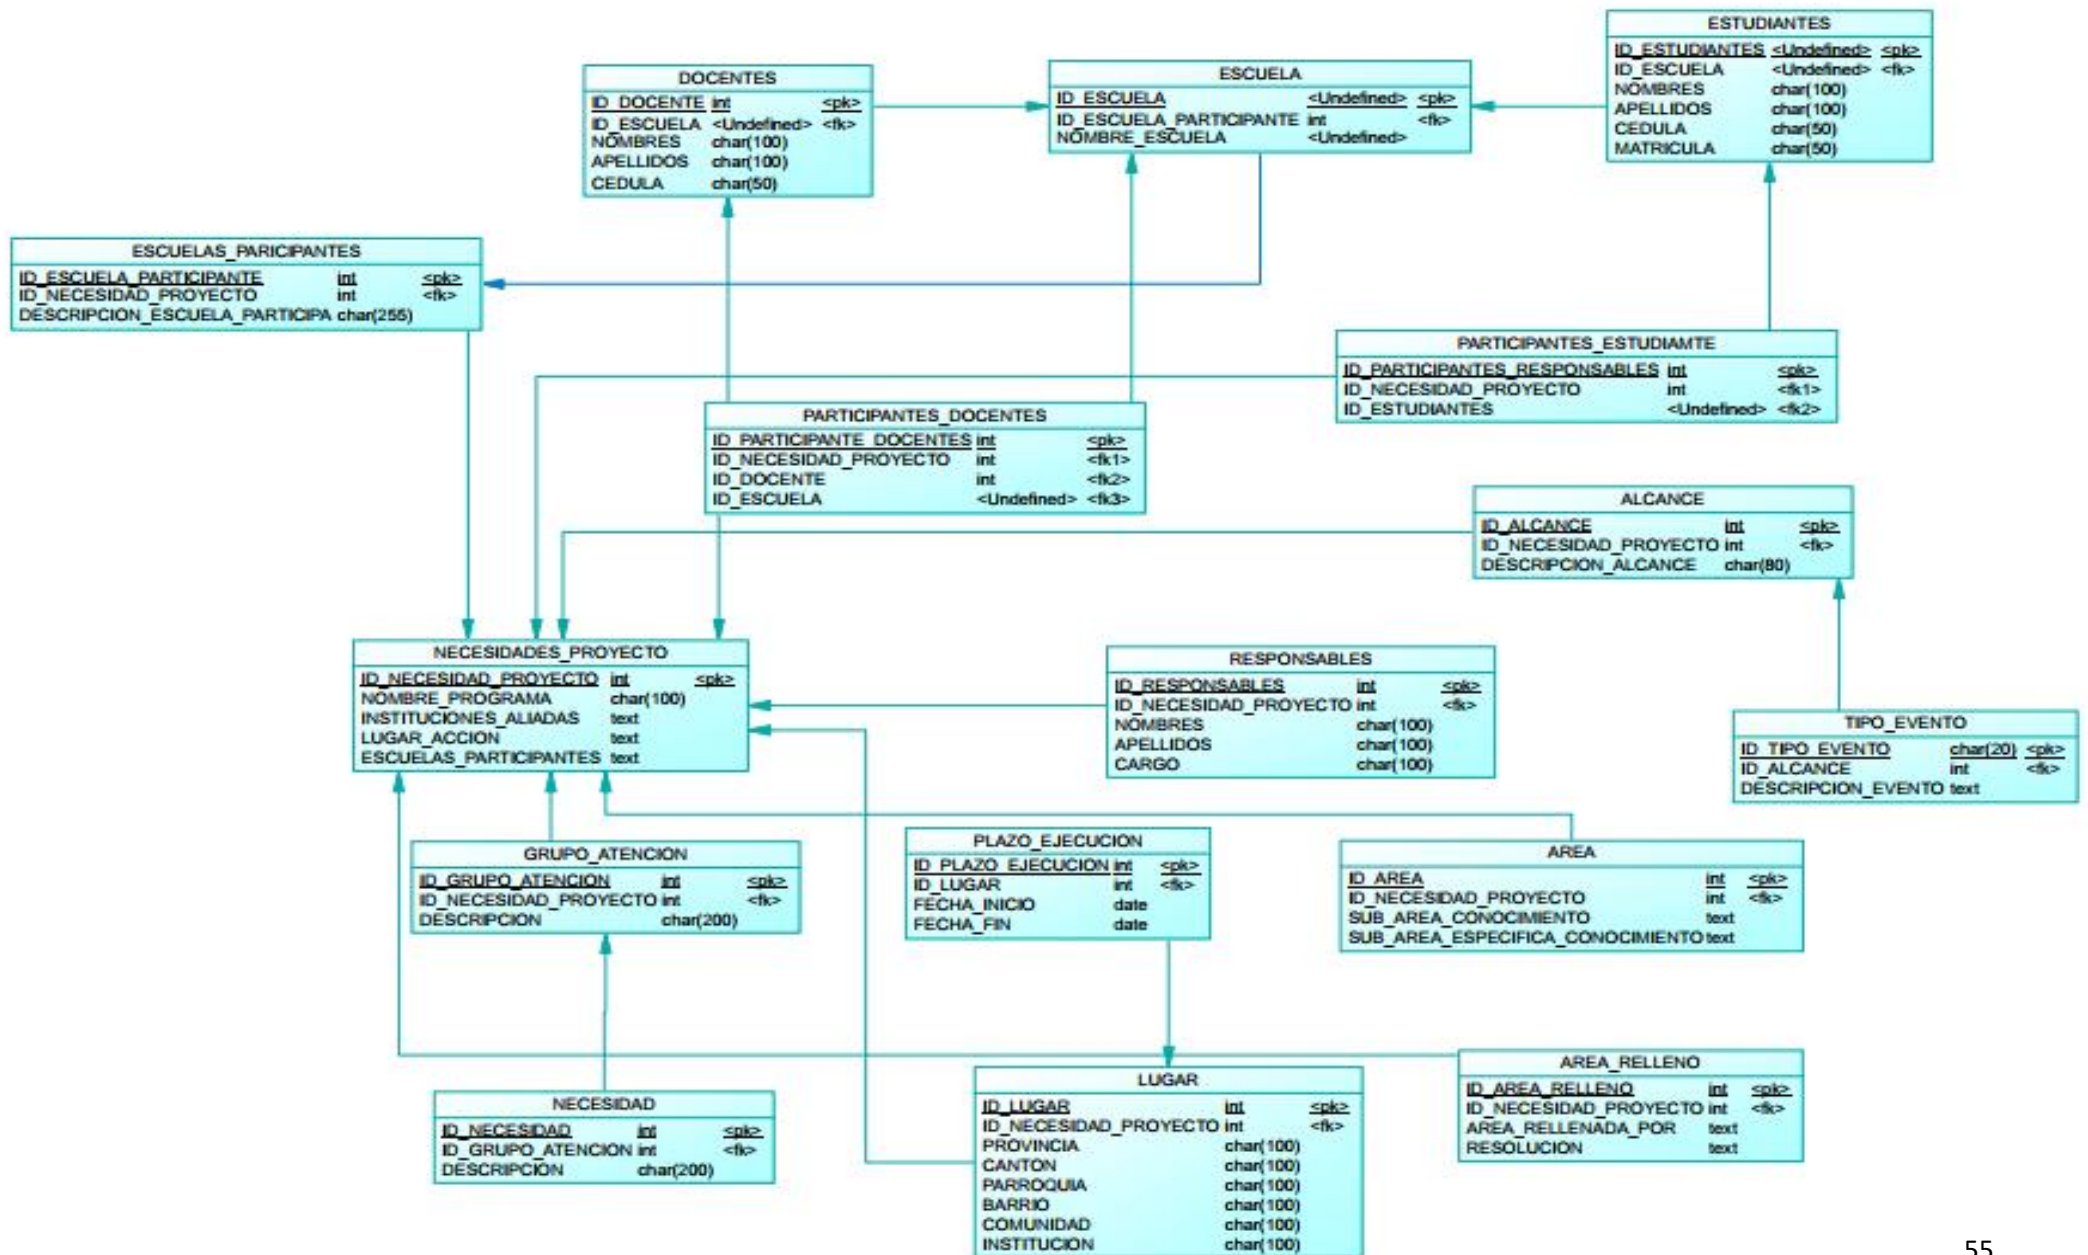 ESTUDIANTES
ID_ESTUDIANTES <Undefined> <pk>
ID_ESCUELA <Undefined> <fk>
NOMBRES char(100)
APELLIDOS char(100)
CEDULA char(50)
MATRICULA char(50)
DOCENTES
ID_DOCENTE int <pk>
ID_ESCUELA <Undefined> <fk>
NOMBRES char(100)
APELLIDOS char(100)
CEDULA char(50)
ESCUELA
ID_ESCUELA <Undefined> <pk>
ID_ESCUELA_PARTICIPANTE int <fk>
NOMBRE_ESCUELA <Undefined>
ESCUELAS_PARICIPANTES
ID_ESCUELA_PARTICIPANTE int <pk>
ID_NECESIDAD_PROYECTO int <fk>
DESCRIPCION_ESCUELA_PARTICIPA char(255)
PARTICIPANTES_ESTUDIAMTE
ID_PARTICIPANTES_RESPONSABLES int <pk>
ID_NECESIDAD_PROYECTO int <fk1>
ID_ESTUDIANTES <Undefined> <fk2>
PARTICIPANTES_DOCENTES
ID_PARTICIPANTE_DOCENTES int <pk>
ID_NECESIDAD_PROYECTO int <fk1>
ID_DOCENTE int <fk2>
ID_ESCUELA <Undefined> <fk3>
ALCANCE
ID_ALCANCE int <pk>
ID_NECESIDAD_PROYECTO int <fk>
DESCRIPCION_ALCANCE char(80)
NECESIDADES_PROYECTO
ID_NECESIDAD_PROYECTO int <pk>
NOMBRE_PROGRAMA char(100)
INSTITUCIONES_ALIADAS text
LUGAR_ACCION text
ESCUELAS_PARTICIPANTES text
RESPONSABLES
ID_RESPONSABLES int <pk>
ID_NECESIDAD_PROYECTO int <fk>
NOMBRES char(100)
APELLIDOS char(100)
CARGO char(100)
TIPO_EVENTO
ID_TIPO_EVENTO char(20) <pk>
ID_ALCANCE int <fk>
DESCRIPCION_EVENTO text
GRUPO_ATENCION
ID_GRUPO_ATENCION int <pk>
ID_NECESIDAD_PROYECTO int <fk>
DESCRIPCION char(200)
PLAZO_EJECUCION
ID_PLAZO_EJECUCION int <pk>
ID_LUGAR int <fk>
FECHA_INICIO date
FECHA_FIN date
AREA
ID_AREA int <pk>
ID_NECESIDAD_PROYECTO int <fk>
SUB_AREA_CONOCIMIENTO text
SUB_AREA_ESPECIFICA_CONOCIMIENTO text
NECESIDAD
ID_NECESIDAD int <pk>
ID_GRUPO_ATENCION int <fk>
DESCRIPCION char(200)
LUGAR
ID_LUGAR int <pk>
ID_NECESIDAD_PROYECTO int <fk>
PROVINCIA char(100)
CANTON char(100)
PARROQUIA char(100)
BARRIO char(100)
COMUNIDAD char(100)
INSTITUCION char(100)
AREA_RELLENO
ID_AREA_RELLENO int <pk>
ID_NECESIDAD_PROYECTO int <fk>
AREA_RELLENADA_POR text
RESOLUCION text
55